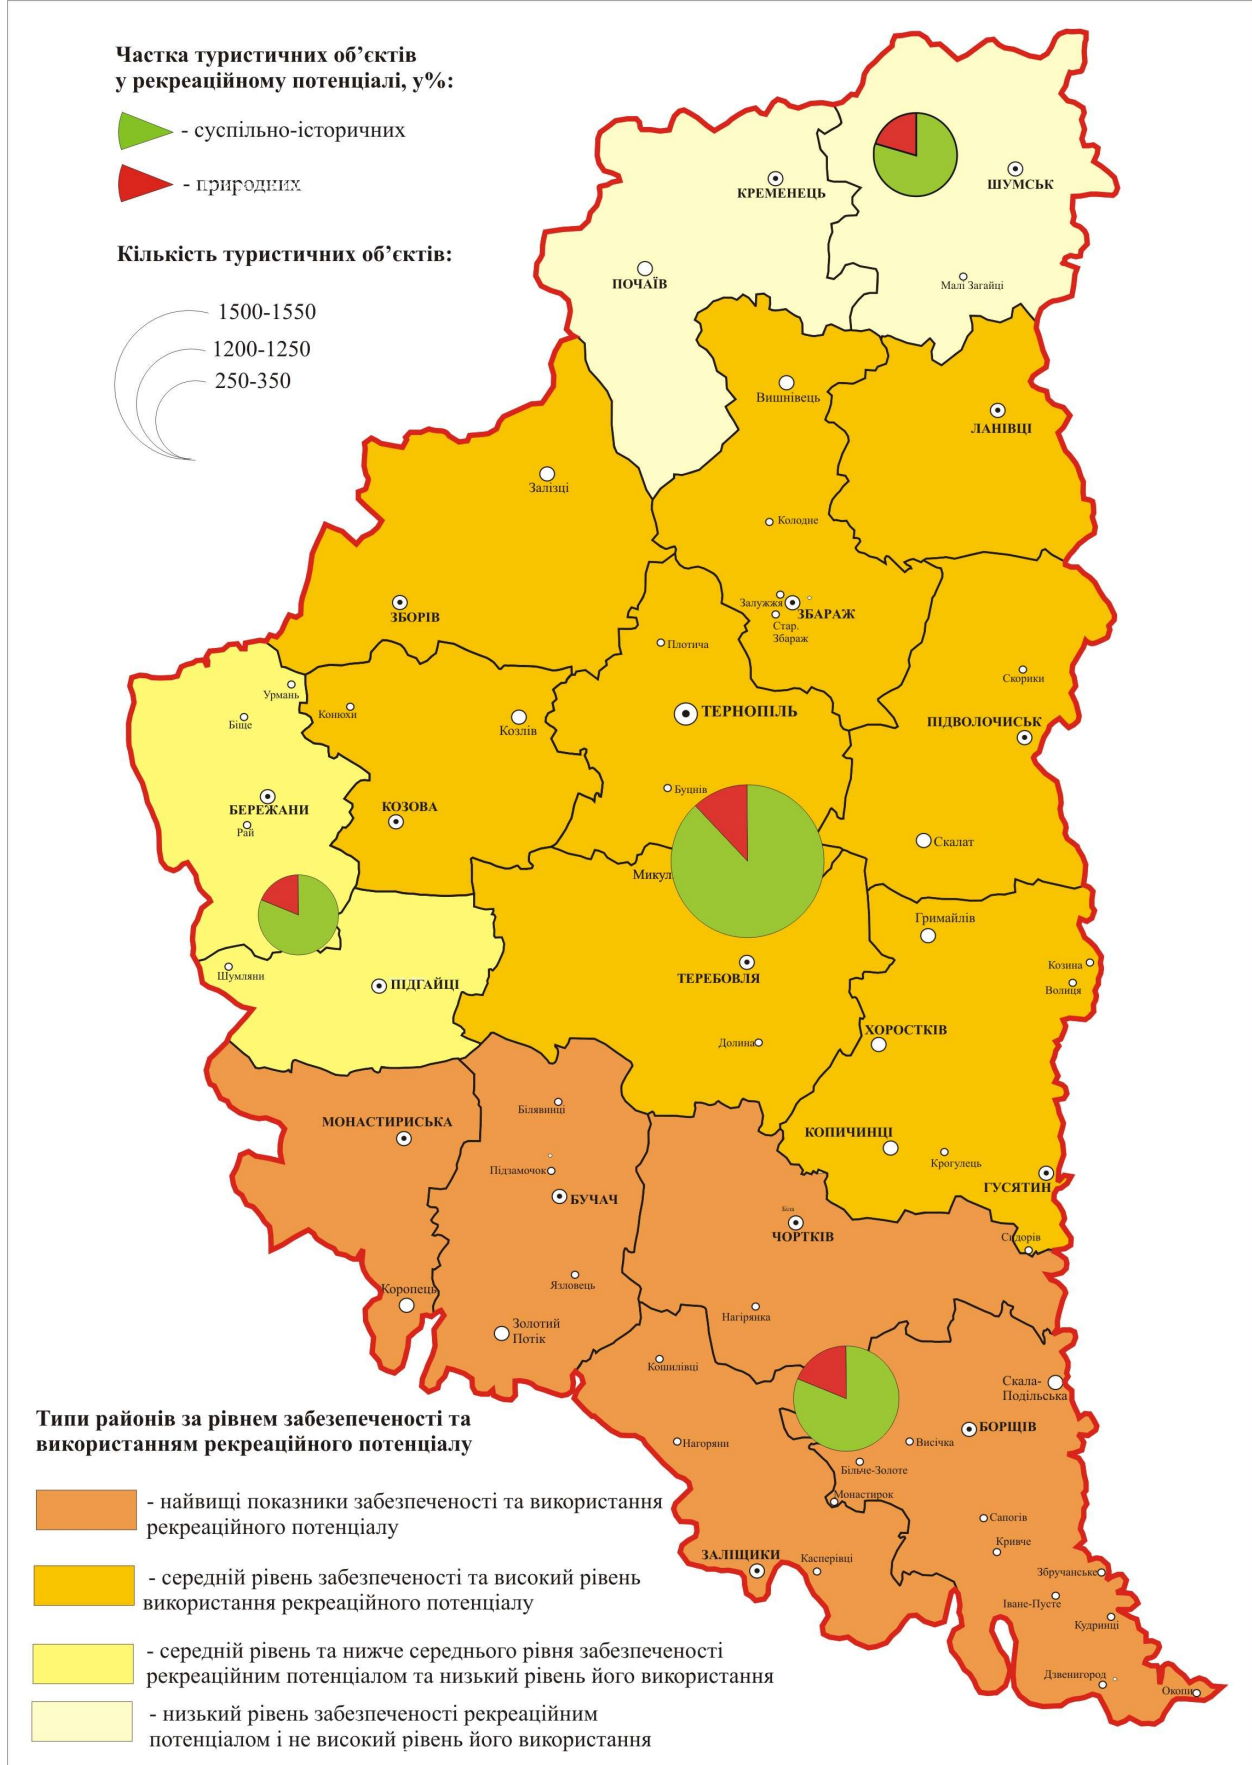 Частка туристичних об’єктів
у рекреаційному потенціалі, у%:
- суспільно-історичних
- природних
Кількість туристичних об’єктів:
1500-1550
1200-1250
250-350
КРЕМЕНЕЦЬ
ШУМСЬК
ПОЧАЇВ
Малі Загайці
Вишнівець
ЛАНІВЦІ
Залізці
Колодне
ЗБОРІВ
Залужжя
ЗБАРАЖ
Стар.
Збараж
Плотича
Скорики
Урмань
Біще
Конюхи
Козлів
ТЕРНОПІЛЬ
ПІДВОЛОЧИСЬК
Буцнів
БЕРЕЖАНИ
Рай
КОЗОВА
Скалат
Микул
Гримайлів
Шумляни
ПІДГАЙЦІ
ТЕРЕБОВЛЯ
Козина
Волиця
Долина
ХОРОСТКІВ
Білявинці
МОНАСТИРИСЬКА
КОПИЧИНЦІ
Крогулець
Підзамочок
БУЧАЧ
ГУСЯТИН
Біла
ЧОРТКІВ
Сидорів
Коропець
Язловець
Золотий
Потік
Нагірянка
Кошилівці
Скала-
Подільська
БОРЩІВ
Нагоряни
Висічка
Більче-Золоте
Монастирок
Сапогів
Кривче
ЗАЛІЩИКИ
Касперівці
Збручанське
Іване-Пусте
Кудринці
Дзвенигород
Окопи
Типи районів за рівнем забезепеченості та
використанням рекреаційного потенціалу
- найвищі показники забезпеченості та використання
рекреаційного потенціалу
- середній рівень забезпеченості та високий рівень
використання рекреаційного потенціалу
- середній рівень та нижче середнього рівня забезпеченості
рекреаційним потенціалом та низький рівень його використання
- низький рівень забезпеченості рекреаційним
потенціалом і не високий рівень його використання